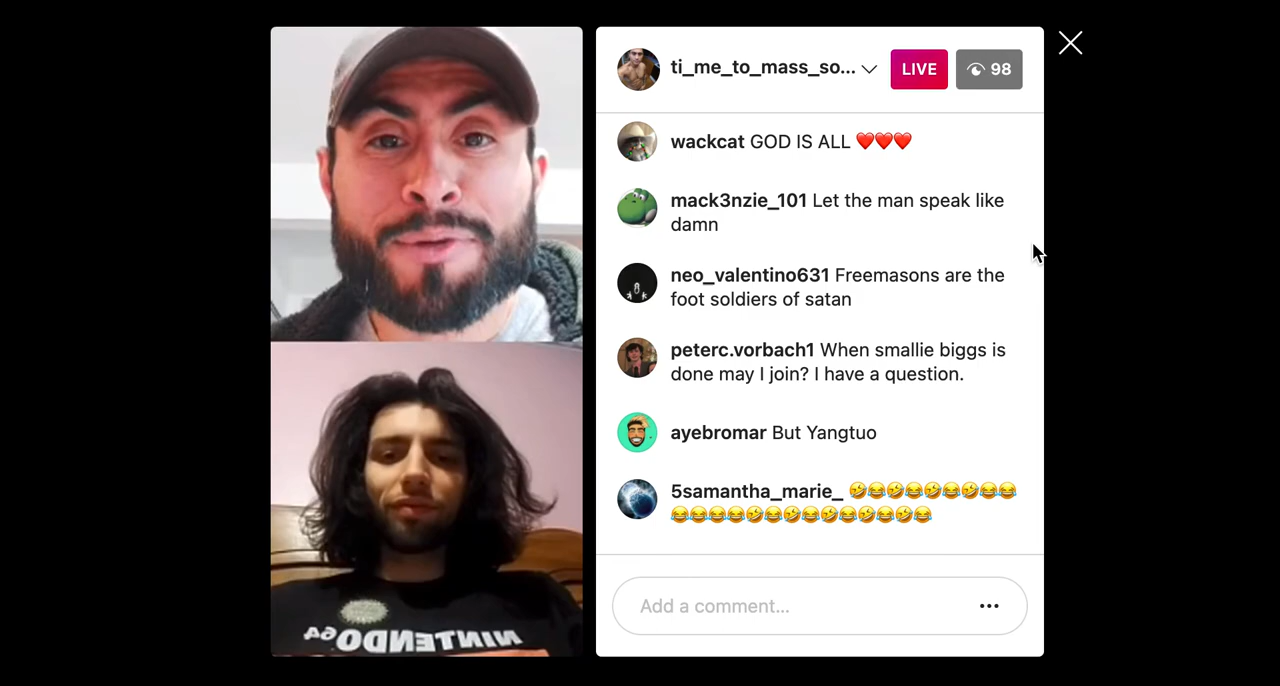 ti_me_to_mass_so...
LIVE
98
wackcat GOD IS ALL ❤️❤️❤️
mack3nzie_101 Let the man speak like
damn
neo_valentino631 Freemasons are the
foot soldiers of satan
peterc.vorbach1 When smallie biggs is
done may I join? I have a question.
ayebromar But Yangtuo
5samantha_marie_ 🤣😂🤣😂🤣😂🤣😂😂
😂😂😂😂🤣😂🤣😂🤣😂🤣😂🤣😂
Add a comment...
NINTENDO64